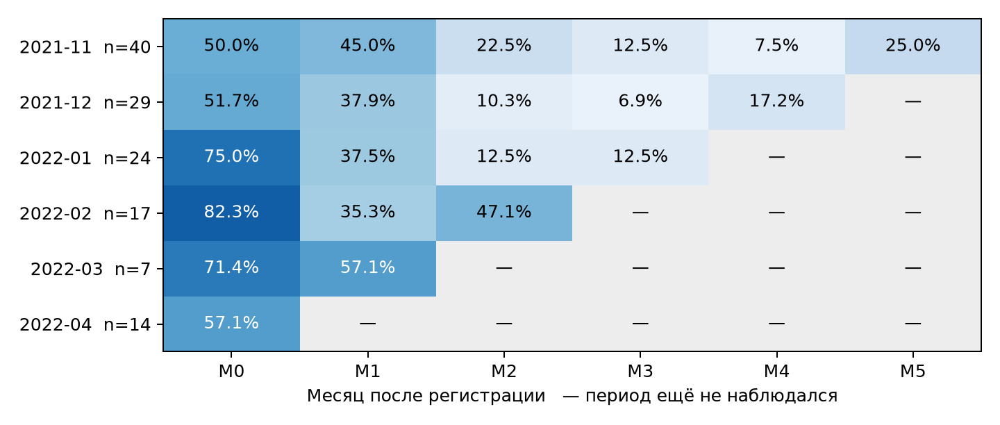 2021-11 n=40 50.0% 45.0% 22.5% 12.5% 7.5% 25.0%
2021-12 n=29 51.7% 37.9% 10.3% 6.9% 17.2% —
2022-01 n=24 75.0% 37.5% 12.5% 12.5% — —
2022-02 n=17 82.3% 35.3% 47.1% — — —
2022-03 n=7 71.4% 57.1% — — — —
2022-04 n=14 57.1% — — — — —
M0 M1 M2 M3 M4 M5
Месяц после регистрации — период ещё не наблюдался